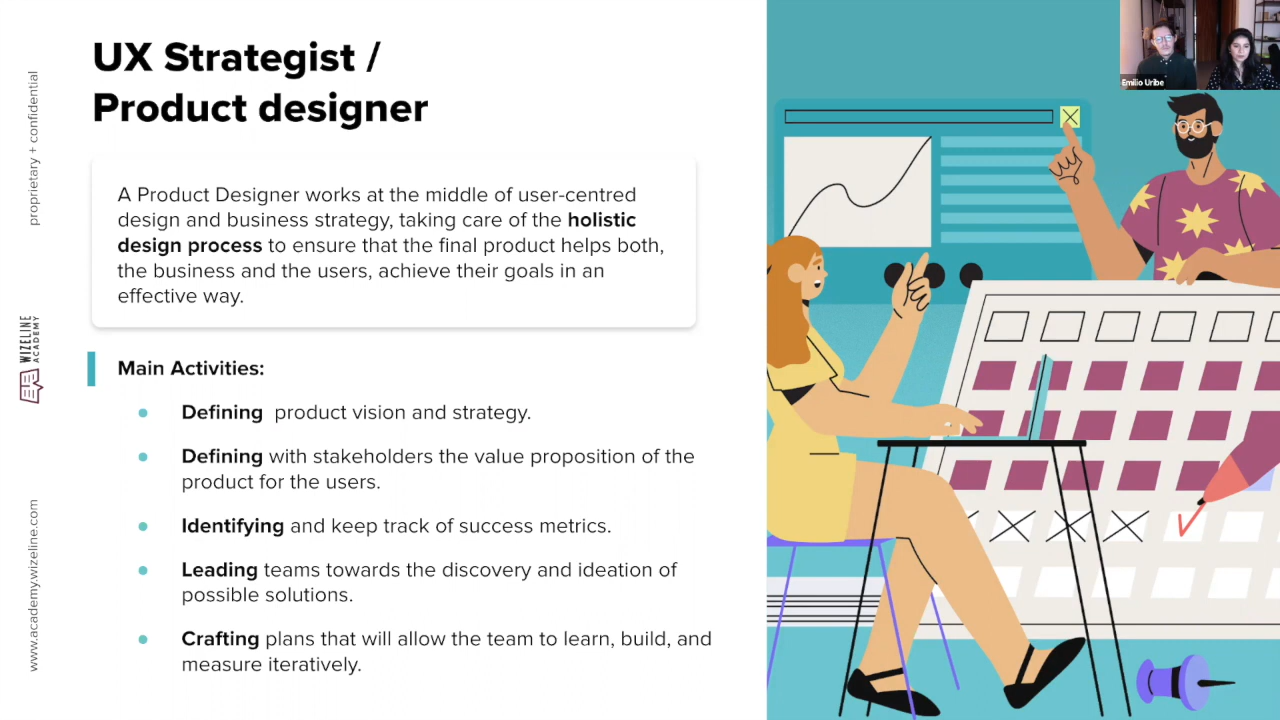 UX Strategist /
Product designer
A Product Designer works at the middle of user-centred
design and business strategy, taking care of the holistic
design process to ensure that the final product helps both,
the business and the users, achieve their goals in an
effective way.
Main Activities:
Defining product vision and strategy.
Defining with stakeholders the value proposition of the
product for the users.
Identifying and keep track of success metrics.
Leading teams towards the discovery and ideation of
possible solutions.
Crafting plans that will allow the team to learn, build, and
measure iteratively.
proprietary + confidential
WIZELINE
ACADEMY
www.academy.wizeline.com
Emilio Uribe